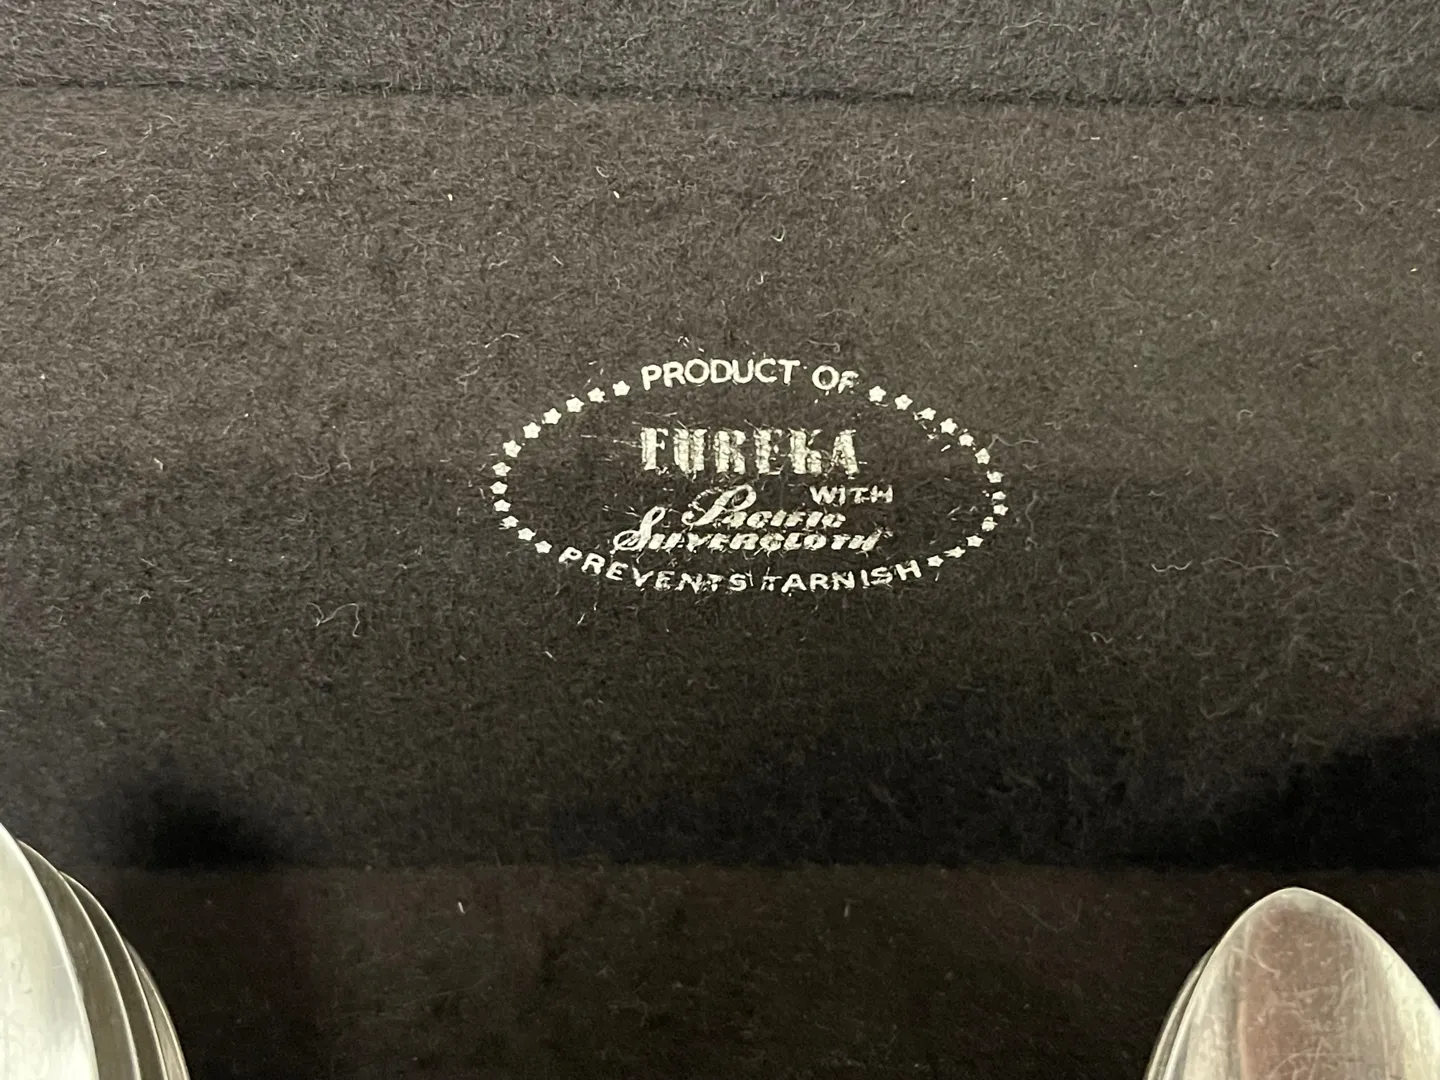 PRODUCT OF
EUREKA
WITH
Pacific
Silvercloth
PREVENTS TARNISH